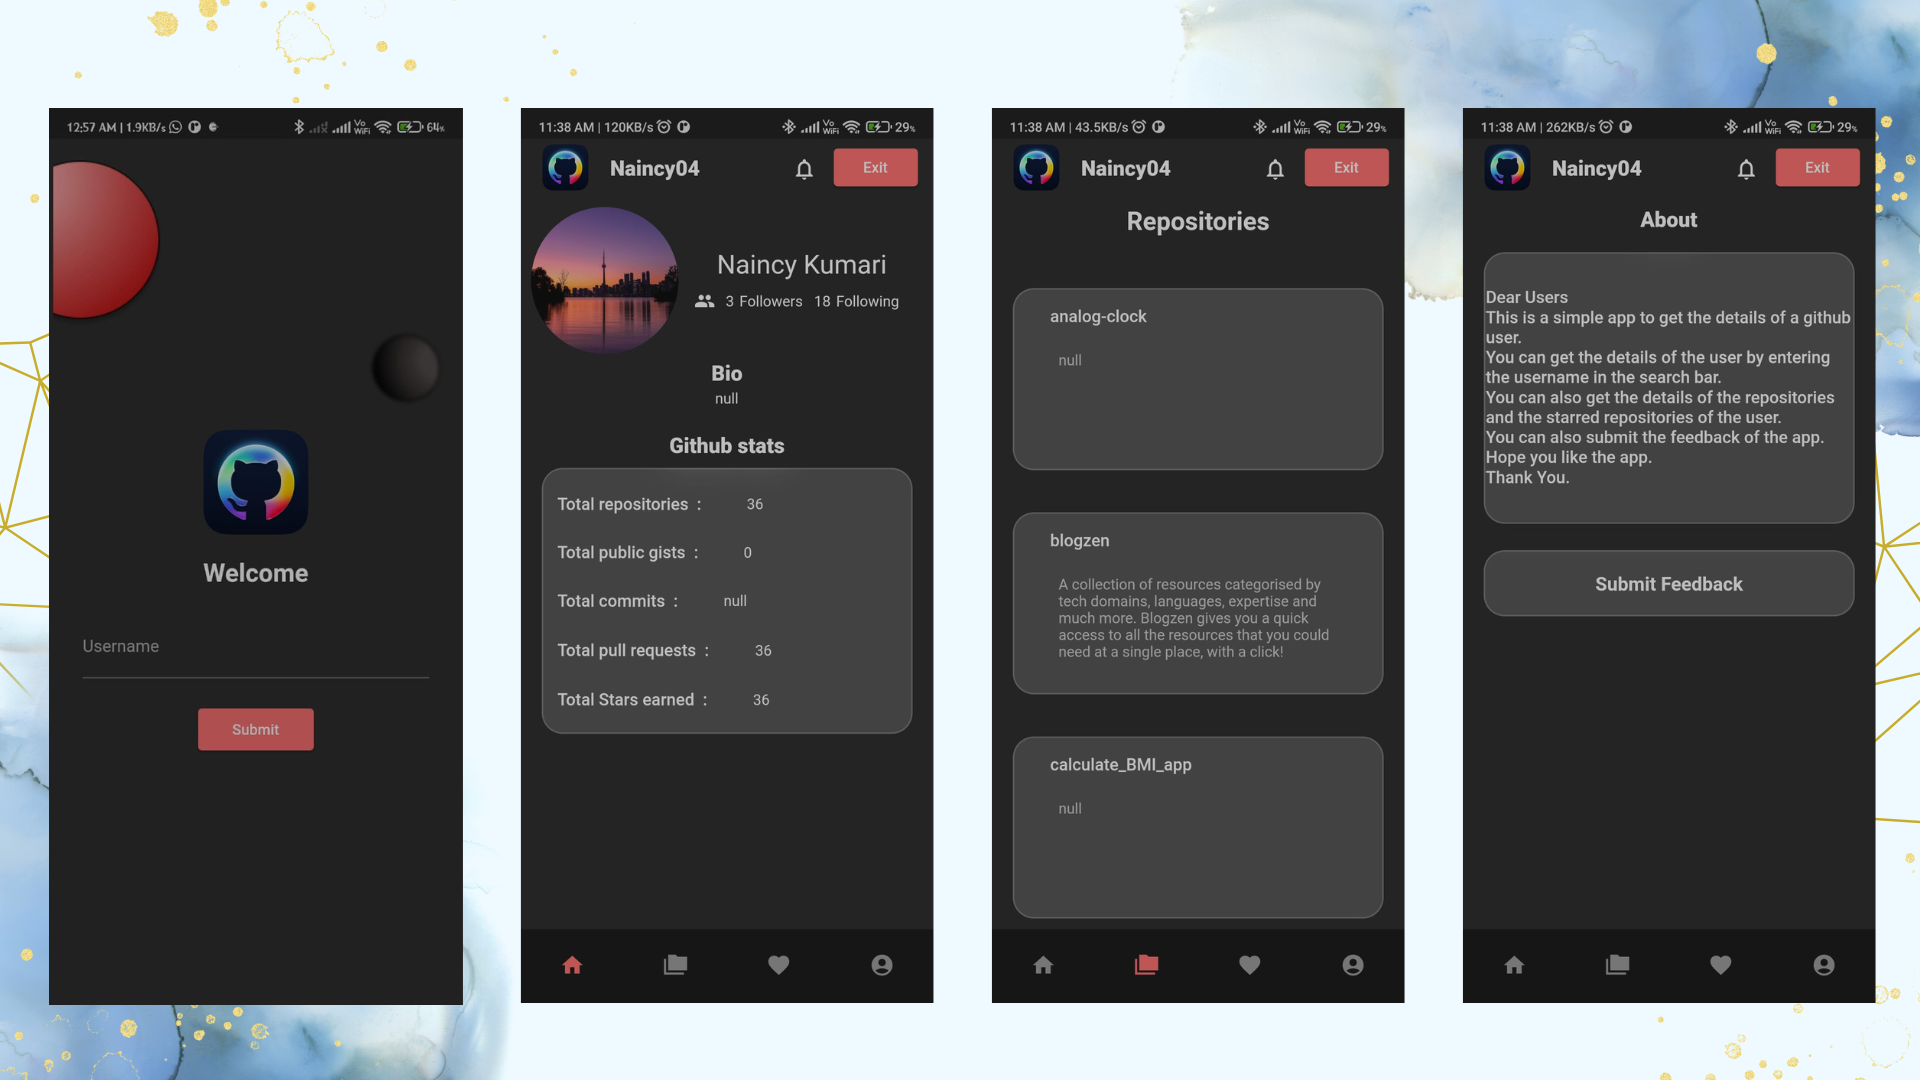 12:57 AM | 1.9KB/s
Vo
WiFi
64%
Welcome
Username
Submit
11:38 AM | 120KB/s
Vo
WiFi
29%
Naincy04
Exit
Naincy Kumari
3 Followers 18 Following
Bio
null
Github stats
Total repositories : 36
Total public gists : 0
Total commits : null
Total pull requests : 36
Total Stars earned : 36
11:38 AM | 43.5KB/s
Vo
WiFi
29%
Naincy04
Exit
Repositories
analog-clock
null
blogzen
A collection of resources categorised by
tech domains, languages, expertise and
much more. Blogzen gives you a quick
access to all the resources that you could
need at a single place, with a click!
calculate_BMI_app
null
11:38 AM | 262KB/s
Vo
WiFi
29%
Naincy04
Exit
About
Dear Users
This is a simple app to get the details of a github
user.
You can get the details of the user by entering
the username in the search bar.
You can also get the details of the repositories
and the starred repositories of the user.
You can also submit the feedback of the app.
Hope you like the app.
Thank You.
Submit Feedback